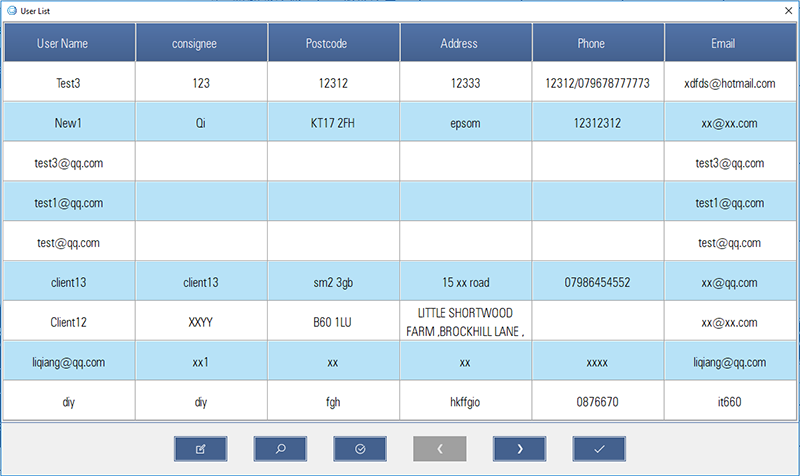 User List
User Name consignee Postcode Address Phone Email
Test3 123 12312 12333 12312/079678777773 xdfds@hotmail.com
New1 Qi KT17 2FH epsom 12312312 xx@xx.com
test3@qq.com test3@qq.com
test1@qq.com test1@qq.com
test@qq.com test@qq.com
client13 client13 sm2 3gb 15 xx road 07986454552 xx@qq.com
Client12 XXYY B60 1LU LITTLE SHORTWOOD
FARM ,BROCKHILL LANE , xx@xx.com
liqiang@qq.com xx1 xx xx xxxx liqiang@qq.com
diy diy fgh hkffgio 0876670 it660